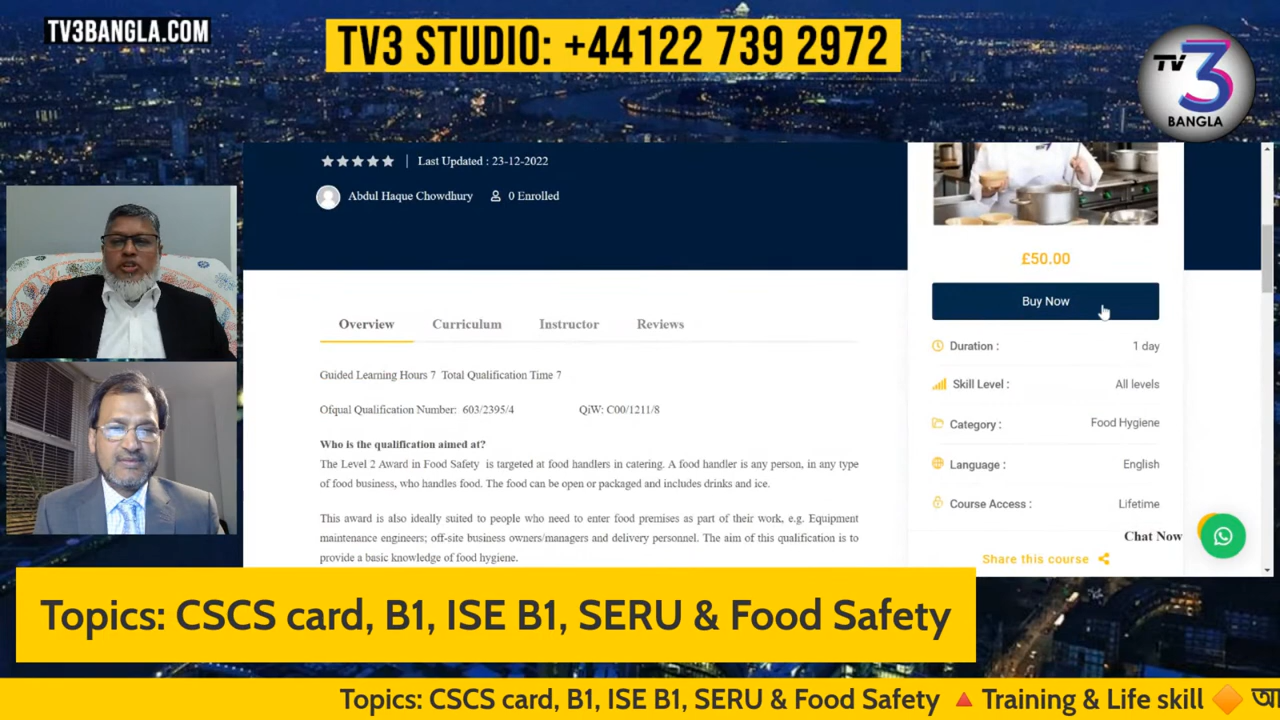 TV3BANGLA.COM
TV3 STUDIO: +44122 739 2972
TV 3
BANGLA
Last Updated : 23-12-2022
Abdul Haque Chowdhury 0 Enrolled
£50.00
Buy Now
Overview Curriculum Instructor Reviews
Duration : 1 day
Guided Learning Hours 7 Total Qualification Time 7
Skill Level : All levels
Ofqual Qualification Number: 603/2395/4 QiW: C00/1211/8
Category : Food Hygiene
Who is the qualification aimed at?
The Level 2 Award in Food Safety is targeted at food handlers in catering. A food handler is any person, in any type
of food business, who handles food. The food can be open or packaged and includes drinks and ice.
Language : English
Course Access : Lifetime
This award is also ideally suited to people who need to enter food premises as part of their work, e.g. Equipment
maintenance engineers; off-site business owners/managers and delivery personnel. The aim of this qualification is to
provide a basic knowledge of food hygiene.
Chat Now
Share this course
Topics: CSCS card, B1, ISE B1, SERU & Food Safety
Topics: CSCS card, B1, ISE B1, SERU & Food Safety 🔺 Training & Life skill 🔶